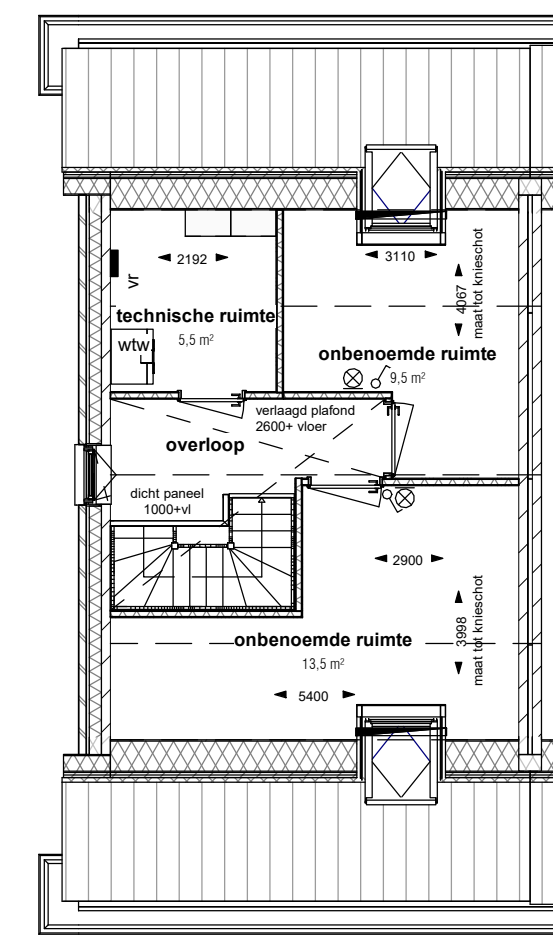 2192
3110
4067
maat tot knieschot
vr
technische ruimte
5,5 m²
wtw
onbenoemde ruimte
9,5 m²
verlaagd plafond
2600+ vloer
overloop
dicht paneel
1000+vl
2900
3998
maat tot knieschot
onbenoemde ruimte
13,5 m²
5400